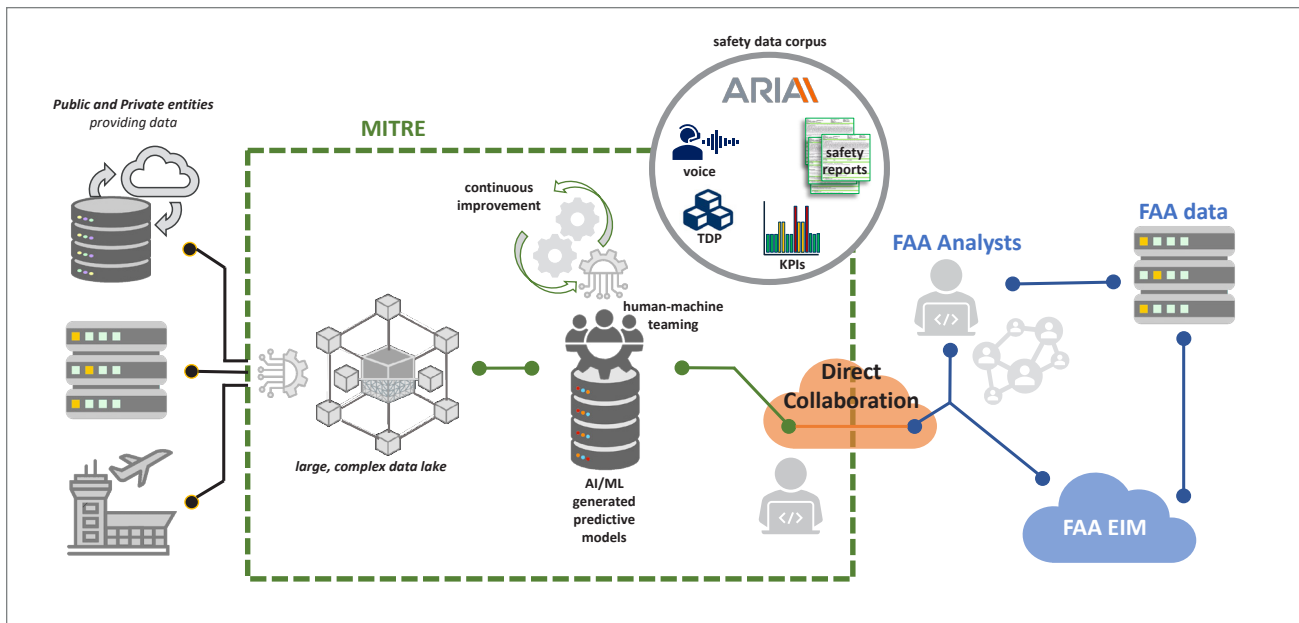 safety data corpus
ARIA
Public and Private entities
providing data
MITRE
voice
safety
reports
TDP
KPIs
continuous
improvement
human-machine
teaming
large, complex data lake
AI/ML
generated
predictive
models
Direct
Collaboration
FAA Analysts
</>
</>
FAA data
FAA EIM